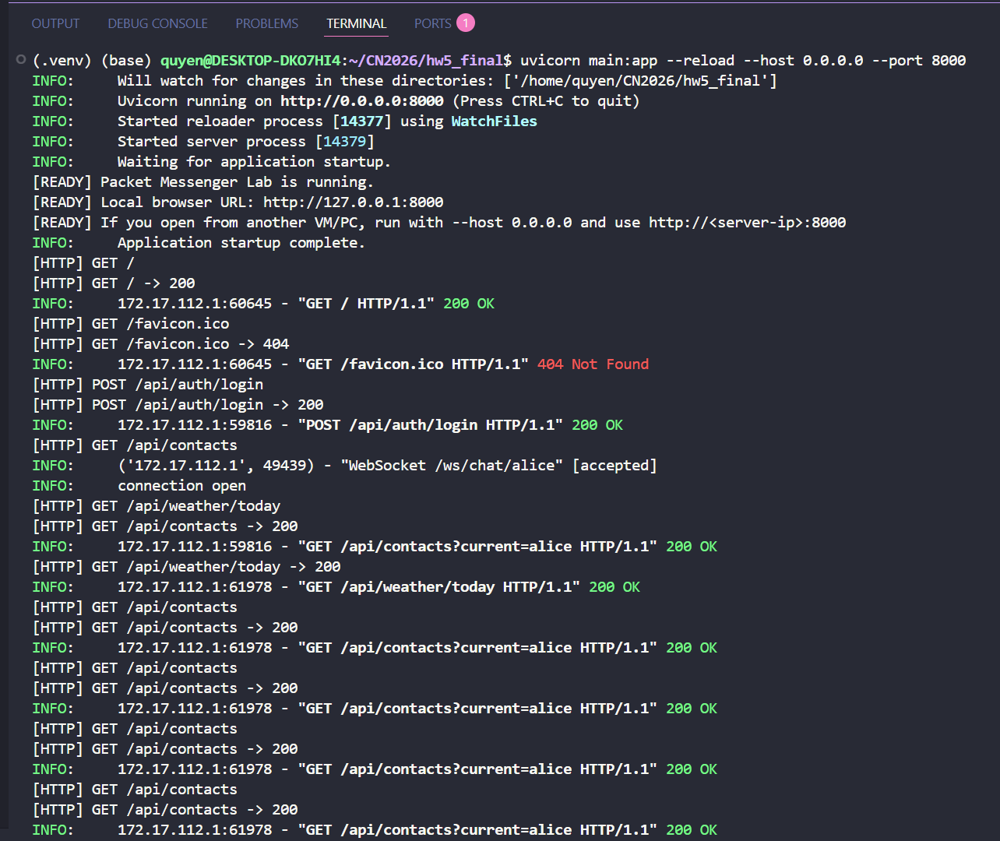 OUTPUT DEBUG CONSOLE PROBLEMS TERMINAL PORTS 1
(.venv) (base) quyen@DESKTOP-DKO7HI4:~/CN2026/hw5_final$ uvicorn main:app --reload --host 0.0.0.0 --port 8000
INFO:     Will watch for changes in these directories: ['/home/quyen/CN2026/hw5_final']
INFO:     Uvicorn running on http://0.0.0.0:8000 (Press CTRL+C to quit)
INFO:     Started reloader process [14377] using WatchFiles
INFO:     Started server process [14379]
INFO:     Waiting for application startup.
[READY] Packet Messenger Lab is running.
[READY] Local browser URL: http://127.0.0.1:8000
[READY] If you open from another VM/PC, run with --host 0.0.0.0 and use http://<server-ip>:8000
INFO:     Application startup complete.
[HTTP] GET /
[HTTP] GET / -> 200
INFO:     172.17.112.1:60645 - "GET / HTTP/1.1" 200 OK
[HTTP] GET /favicon.ico
[HTTP] GET /favicon.ico -> 404
INFO:     172.17.112.1:60645 - "GET /favicon.ico HTTP/1.1" 404 Not Found
[HTTP] POST /api/auth/login
[HTTP] POST /api/auth/login -> 200
INFO:     172.17.112.1:59816 - "POST /api/auth/login HTTP/1.1" 200 OK
[HTTP] GET /api/contacts
INFO:     ('172.17.112.1', 49439) - "WebSocket /ws/chat/alice" [accepted]
INFO:     connection open
[HTTP] GET /api/weather/today
[HTTP] GET /api/contacts -> 200
INFO:     172.17.112.1:59816 - "GET /api/contacts?current=alice HTTP/1.1" 200 OK
[HTTP] GET /api/weather/today -> 200
INFO:     172.17.112.1:61978 - "GET /api/weather/today HTTP/1.1" 200 OK
[HTTP] GET /api/contacts
[HTTP] GET /api/contacts -> 200
INFO:     172.17.112.1:61978 - "GET /api/contacts?current=alice HTTP/1.1" 200 OK
[HTTP] GET /api/contacts
[HTTP] GET /api/contacts -> 200
INFO:     172.17.112.1:61978 - "GET /api/contacts?current=alice HTTP/1.1" 200 OK
[HTTP] GET /api/contacts
[HTTP] GET /api/contacts -> 200
INFO:     172.17.112.1:61978 - "GET /api/contacts?current=alice HTTP/1.1" 200 OK
[HTTP] GET /api/contacts
[HTTP] GET /api/contacts -> 200
INFO:     172.17.112.1:61978 - "GET /api/contacts?current=alice HTTP/1.1" 200 OK